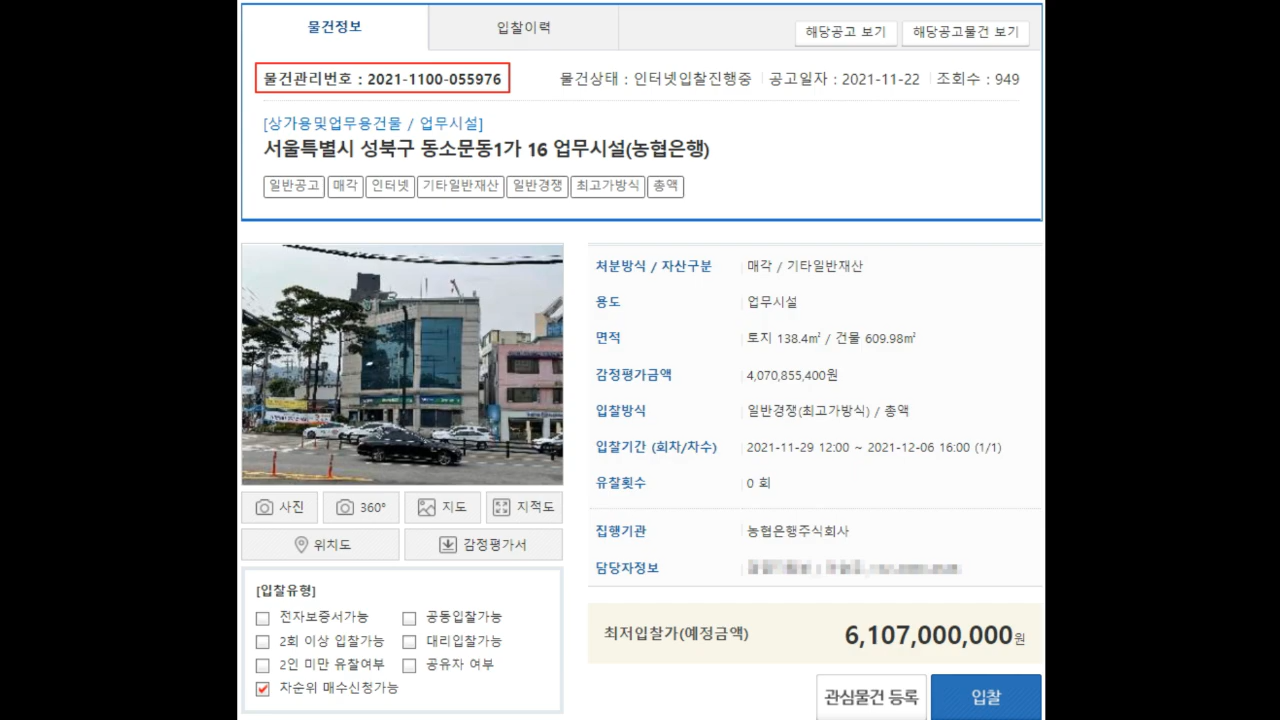 물건정보
입찰이력
해당공고 보기
해당공고물건 보기
물건관리번호 : 2021-1100-055976
물건상태 : 인터넷입찰진행중
공고일자 : 2021-11-22
조회수 : 949
[상가용및업무용건물 / 업무시설]
서울특별시 성북구 동소문동1가 16 업무시설(농협은행)
일반공고 매각 인터넷 기타일반재산 일반경쟁 최고가방식 총액
처분방식 / 자산구분 매각 / 기타일반재산
용도 업무시설
면적 토지 138.4㎡ / 건물 609.98㎡
감정평가금액 4,070,855,400원
입찰방식 일반경쟁(최고가방식) / 총액
입찰기간 (회차/차수) 2021-11-29 12:00 ~ 2021-12-06 16:00 (1/1)
유찰횟수 0 회
집행기관 농협은행주식회사
담당자정보
사진 360° 지도 지적도
위치도 감정평가서
[입찰유형]
전자보증서가능 공동입찰가능
2회 이상 입찰가능 대리입찰가능
2인 미만 유찰여부 공유자 여부
차순위 매수신청가능
최저입찰가(예정금액) 6,107,000,000원
관심물건 등록 입찰